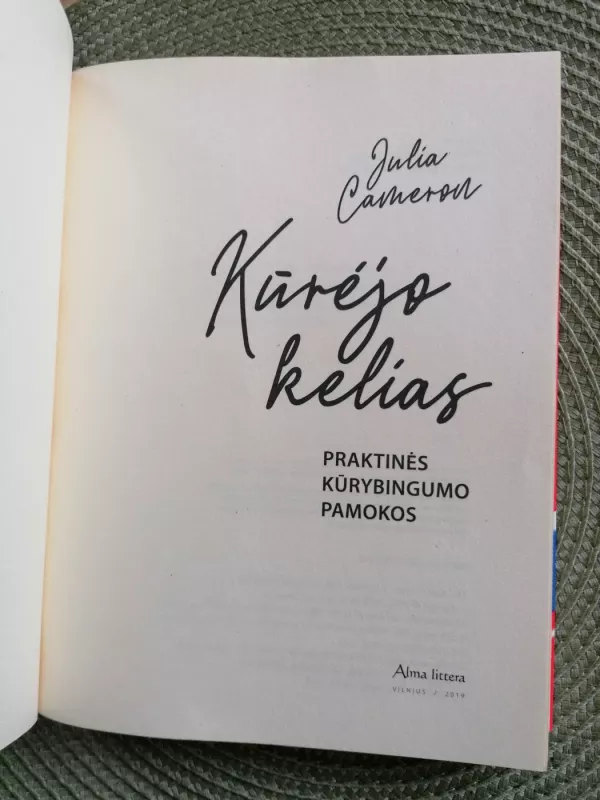 Julia
Cameron
Kūrėjo
kelias
PRAKTINĖS
KŪRYBINGUMO
PAMOKOS
Alma littera
VILNIUS / 2019